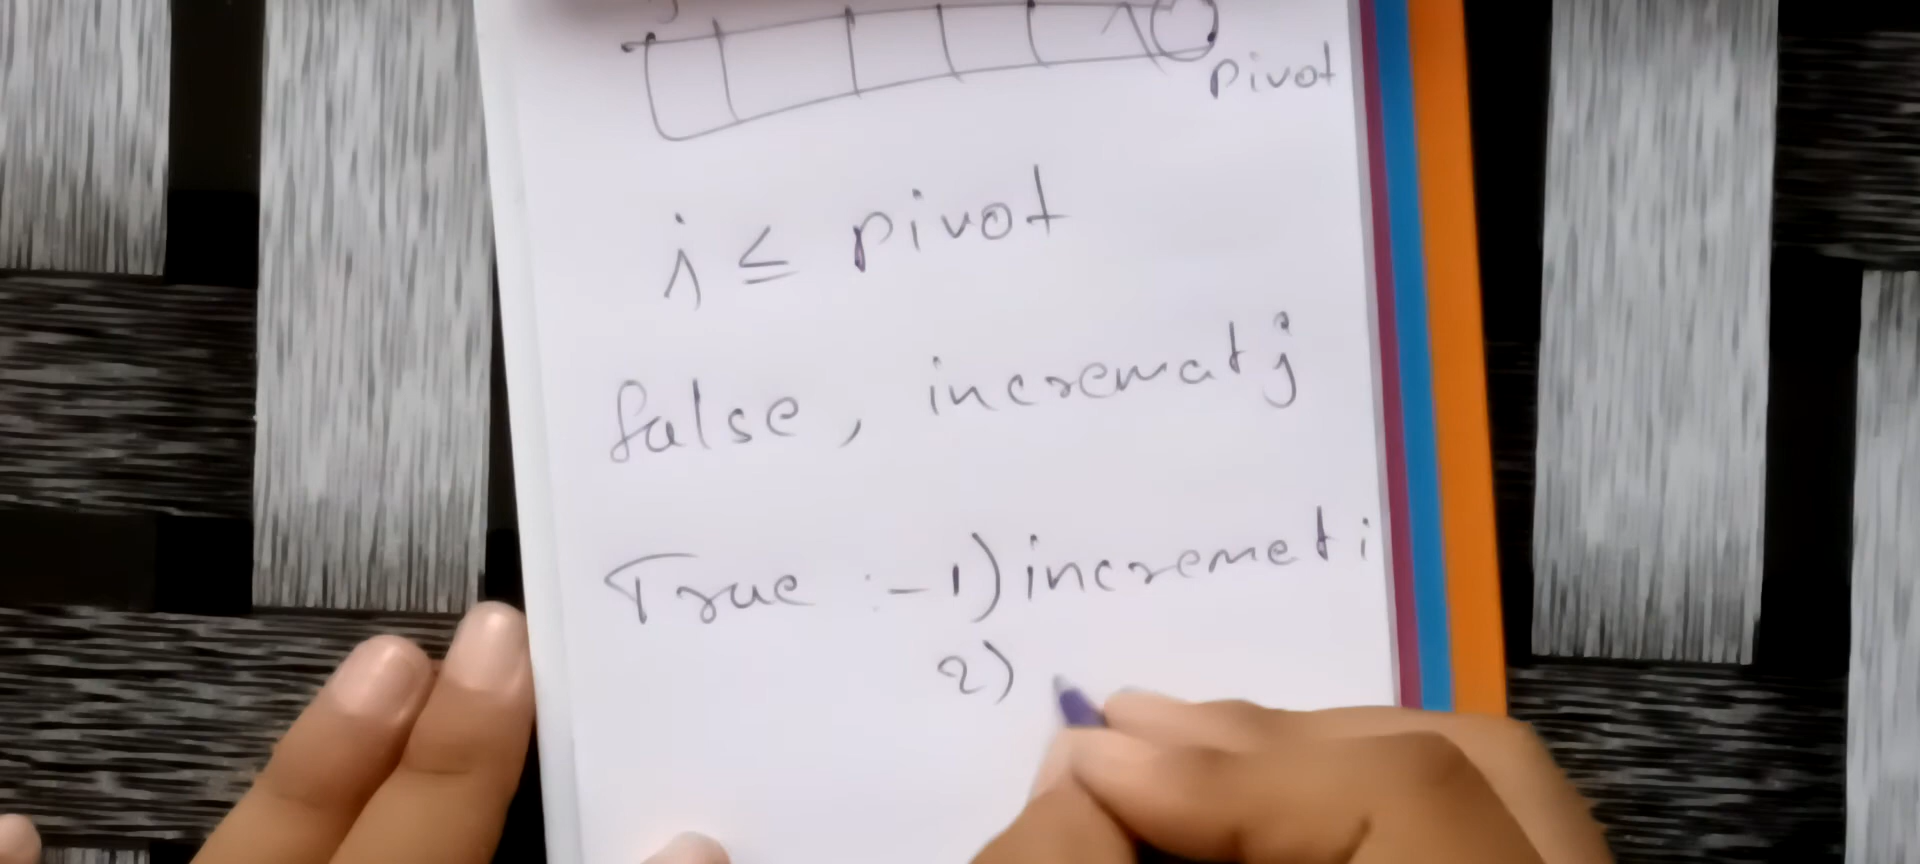 pivot
j ≤ pivot
false, incremat j
True :- 1) incremet i
2)